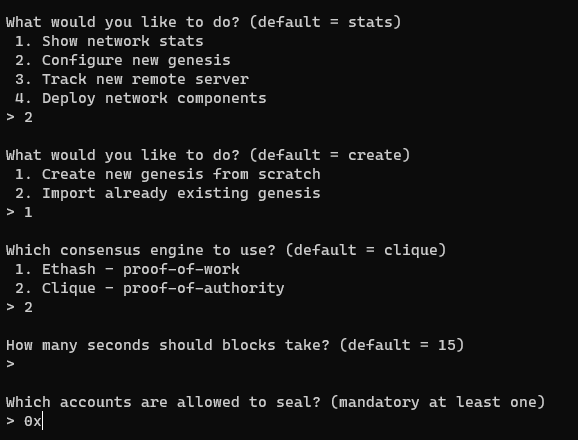 What would you like to do? (default = stats)
 1. Show network stats
 2. Configure new genesis
 3. Track new remote server
 4. Deploy network components
> 2
What would you like to do? (default = create)
 1. Create new genesis from scratch
 2. Import already existing genesis
> 1
Which consensus engine to use? (default = clique)
 1. Ethash - proof-of-work
 2. Clique - proof-of-authority
> 2
How many seconds should blocks take? (default = 15)
>
Which accounts are allowed to seal? (mandatory at least one)
> 0x